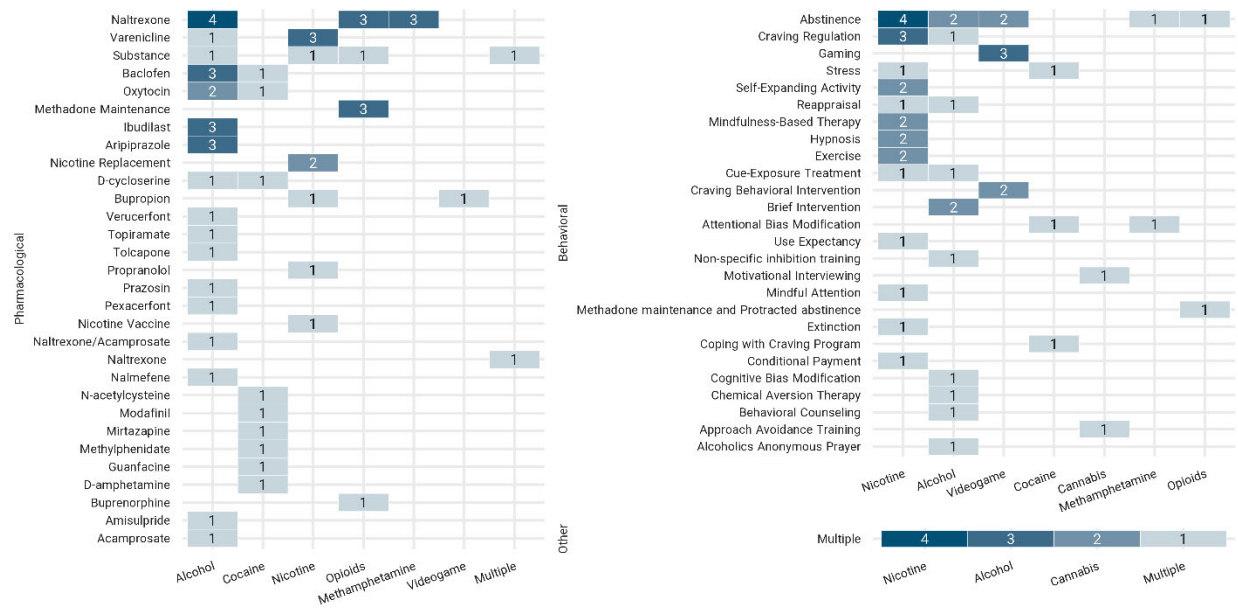 Pharmacological
Naltrexone 4 3 3
Varenicline 1 3
Substance 1 1 1 1
Baclofen 3 1
Oxytocin 2 1
Methadone Maintenance 3
Ibudilast 3
Aripiprazole 3
Nicotine Replacement 2
D-cycloserine 1 1
Bupropion 1 1
Verucerfont 1
Topiramate 1
Tolcapone 1
Propranolol 1
Prazosin 1
Pexacerfont 1
Nicotine Vaccine 1
Naltrexone/Acamprosate 1
Naltrexone 1
Nalmefene 1
N-acetylcysteine 1
Modafinil 1
Mirtazapine 1
Methylphenidate 1
Guanfacine 1
D-amphetamine 1
Buprenorphine 1
Amisulpride 1
Acamprosate 1
Alcohol Cocaine Nicotine Opioids Methamphetamine Videogame Multiple
Behavioral
Abstinence 4 2 2 1 1
Craving Regulation 3 1
Gaming 3
Stress 1 1
Self-Expanding Activity 2
Reappraisal 1 1
Mindfulness-Based Therapy 2
Hypnosis 2
Exercise 2
Cue-Exposure Treatment 1 1
Craving Behavioral Intervention 2
Brief Intervention 2
Attentional Bias Modification 1 1
Use Expectancy 1
Non-specific inhibition training 1
Motivational Interviewing 1
Mindful Attention 1
Methadone maintenance and Protracted abstinence 1
Extinction 1
Coping with Craving Program 1
Conditional Payment 1
Cognitive Bias Modification 1
Chemical Aversion Therapy 1
Behavioral Counseling 1
Approach Avoidance Training 1
Alcoholics Anonymous Prayer 1
Nicotine Alcohol Videogame Cocaine Cannabis Methamphetamine Opioids
Other
Multiple 4 3 2 1
Nicotine Alcohol Cannabis Multiple